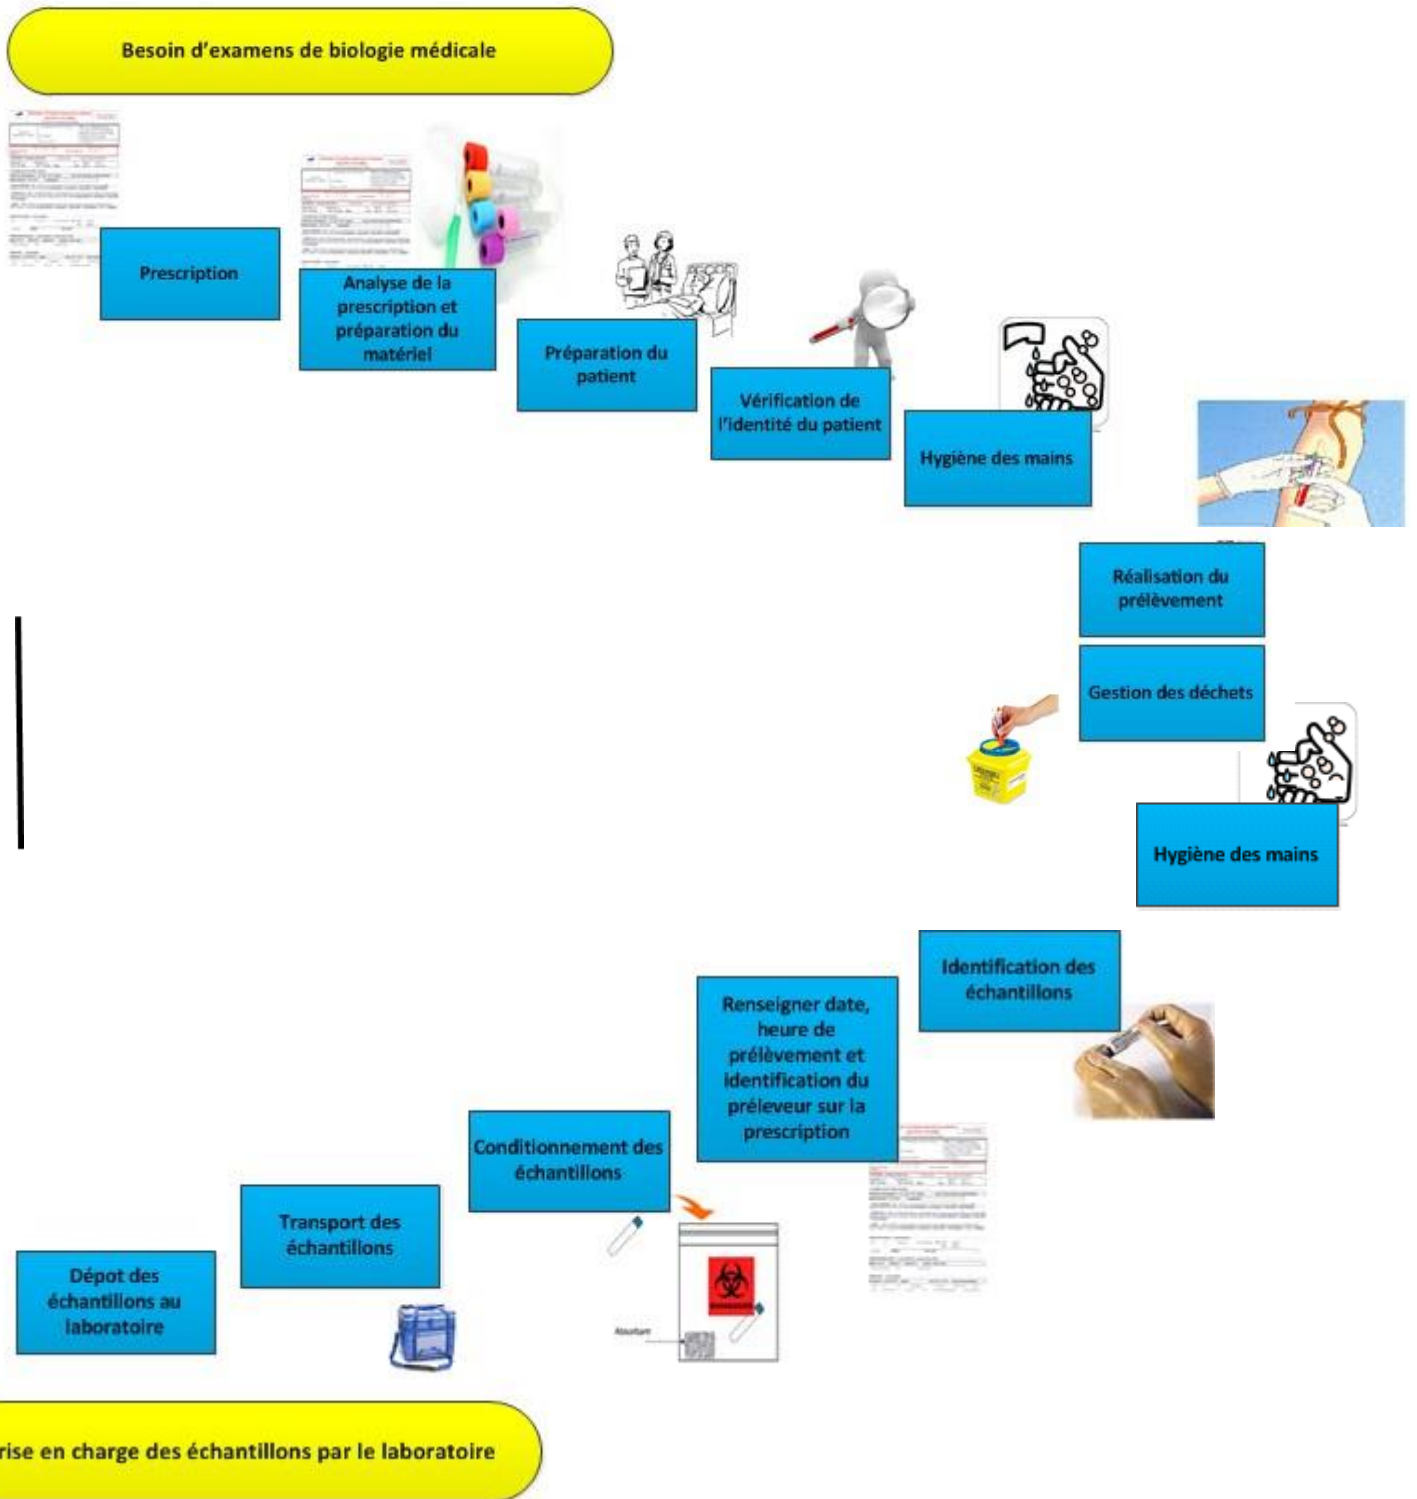 Besoin d'examens de biologie médicale
Prescription
Analyse de la
prescription et
préparation du
matériel
Préparation du
patient
Vérification de
l'identité du patient
Hygiène des mains
Réalisation du
prélèvement
Gestion des déchets
Hygiène des mains
Identification des
échantillons
Renseigner date,
heure de
prélèvement et
identification du
préleveur sur la
prescription
Conditionnement des
échantillons
Transport des
échantillons
Dépot des
échantillons au
laboratoire
rise en charge des échantillons par le laboratoire